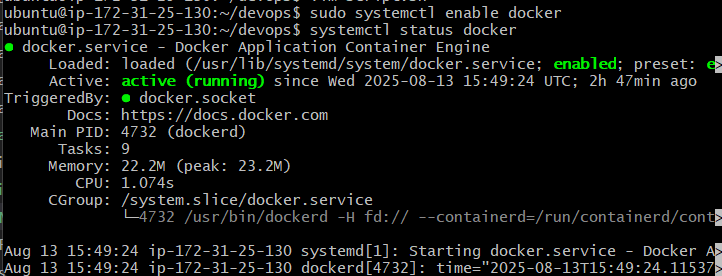 ubuntu@ip-172-31-25-130:~/devops$ sudo systemctl enable docker
ubuntu@ip-172-31-25-130:~/devops$ systemctl status docker
● docker.service - Docker Application Container Engine
Loaded: loaded (/usr/lib/systemd/system/docker.service; enabled; preset: e>
Active: active (running) since Wed 2025-08-13 15:49:24 UTC; 2h 47min ago
TriggeredBy: ● docker.socket
Docs: https://docs.docker.com
Main PID: 4732 (dockerd)
Tasks: 9
Memory: 22.2M (peak: 23.2M)
CPU: 1.074s
CGroup: /system.slice/docker.service
└─4732 /usr/bin/dockerd -H fd:// --containerd=/run/containerd/cont>
Aug 13 15:49:24 ip-172-31-25-130 systemd[1]: Starting docker.service - Docker A>
Aug 13 15:49:24 ip-172-31-25-130 dockerd[4732]: time="2025-08-13T15:49:24.11537>